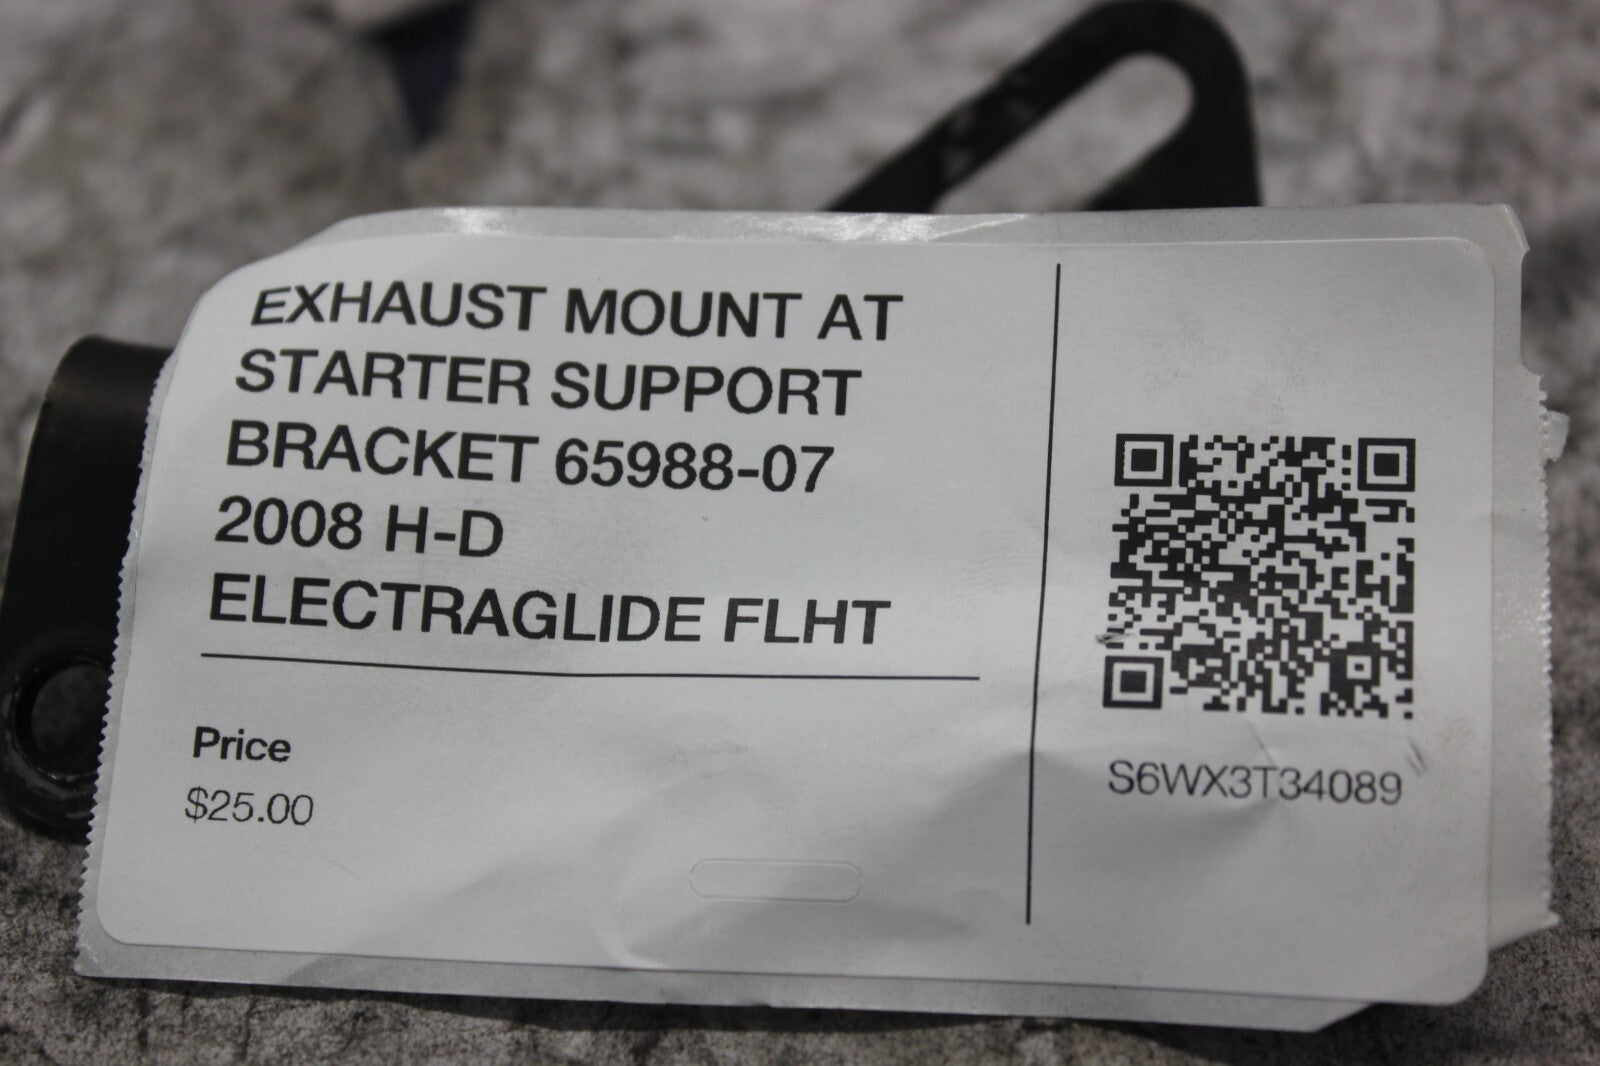 EXHAUST MOUNT AT
STARTER SUPPORT
BRACKET 65988-07
2008 H-D
ELECTRAGLIDE FLHT
Price
$25.00
S6WX3T34089